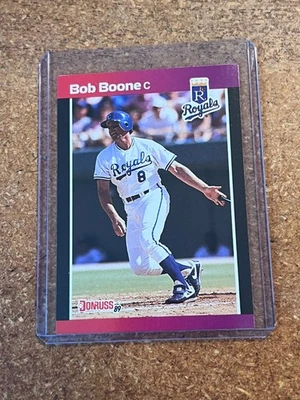 Bob Boone C
R
Royals
Royals
8
DONRUSS
89